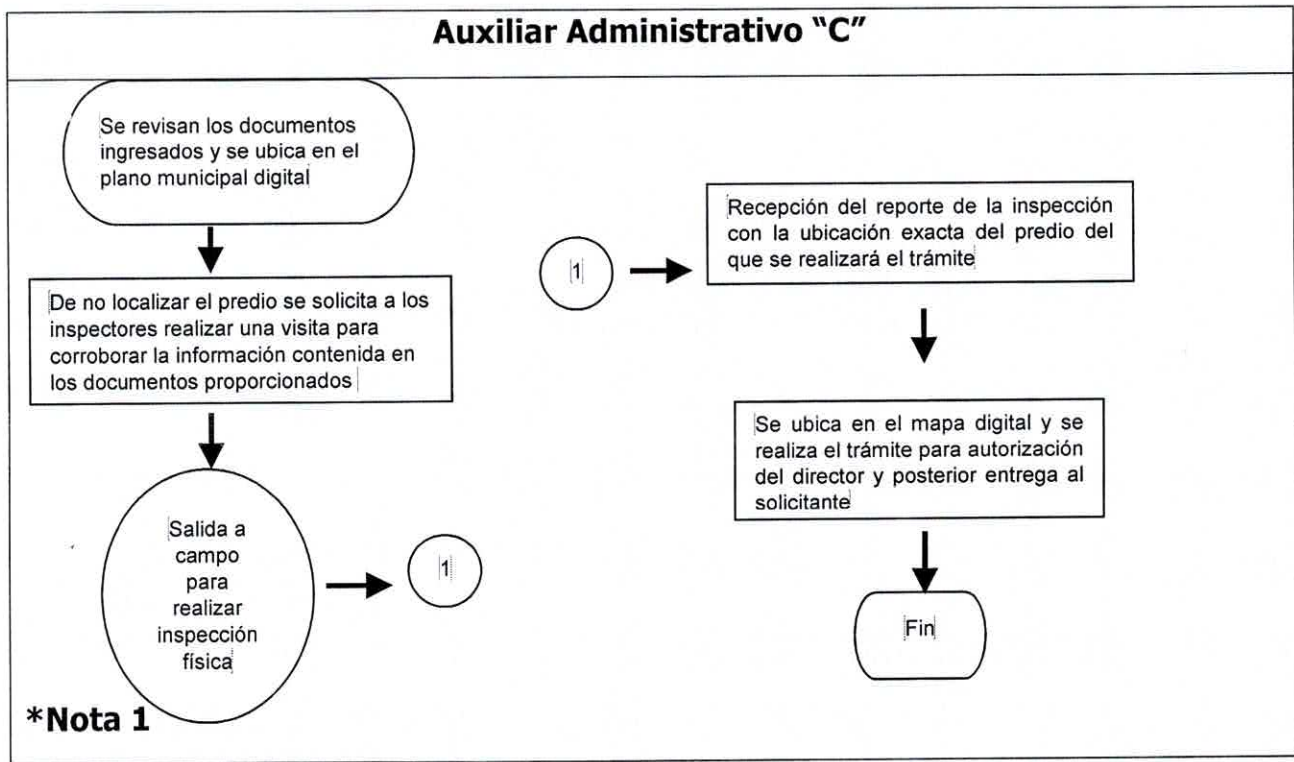 Auxiliar Administrativo “C”
Se revisan los documentos
ingresados y se ubica en el
plano municipal digital
De no localizar el predio se solicita a los
inspectores realizar una visita para
corroborar la información contenida en
los documentos proporcionados
Salida a
campo
para
realizar
inspección
física
1
*Nota 1
1
Recepción del reporte de la inspección
con la ubicación exacta del predio del
que se realizará el trámite
Se ubica en el mapa digital y se
realiza el trámite para autorización
del director y posterior entrega al
solicitante
Fin